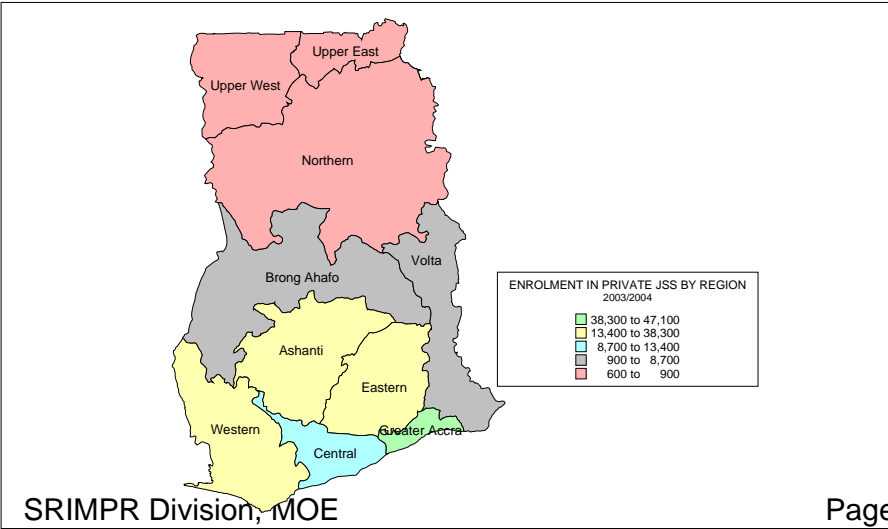 Upper East
Upper West
Northern
Volta
Brong Ahafo
ENROLMENT IN PRIVATE JSS BY REGION
2003/2004
38,300 to 47,100
13,400 to 38,300
8,700 to 13,400
900 to 8,700
600 to 900
Ashanti
Eastern
Western
Greater Accra
Central
SRIMPR Division, MOE
Page